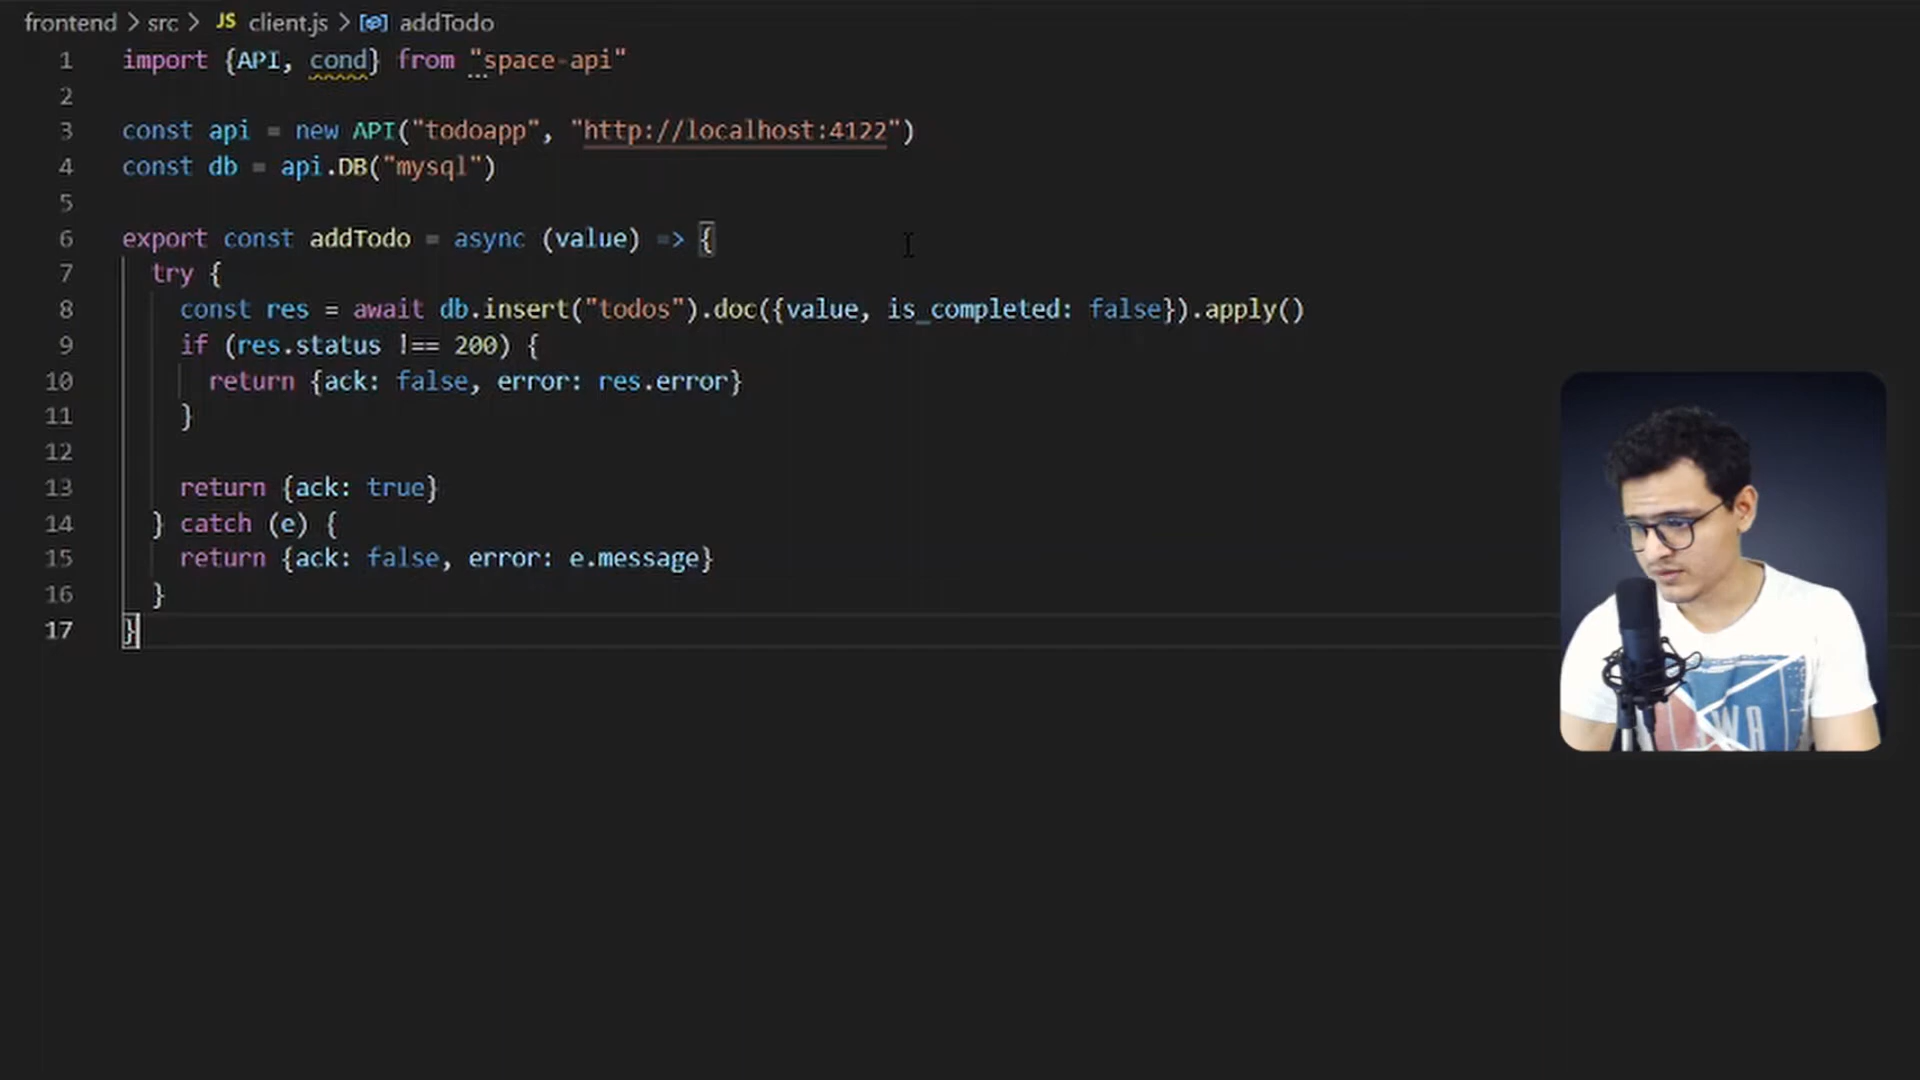 frontend > src > JS client.js > addTodo
1 import {API, cond} from "space-api"
2
3 const api = new API("todoapp", "http://localhost:4122")
4 const db = api.DB("mysql")
5
6 export const addTodo = async (value) => {
7 try {
8 const res = await db.insert("todos").doc({value, is_completed: false}).apply()
9 if (res.status !== 200) {
10 return {ack: false, error: res.error}
11 }
12
13 return {ack: true}
14 } catch (e) {
15 return {ack: false, error: e.message}
16 }
17 }